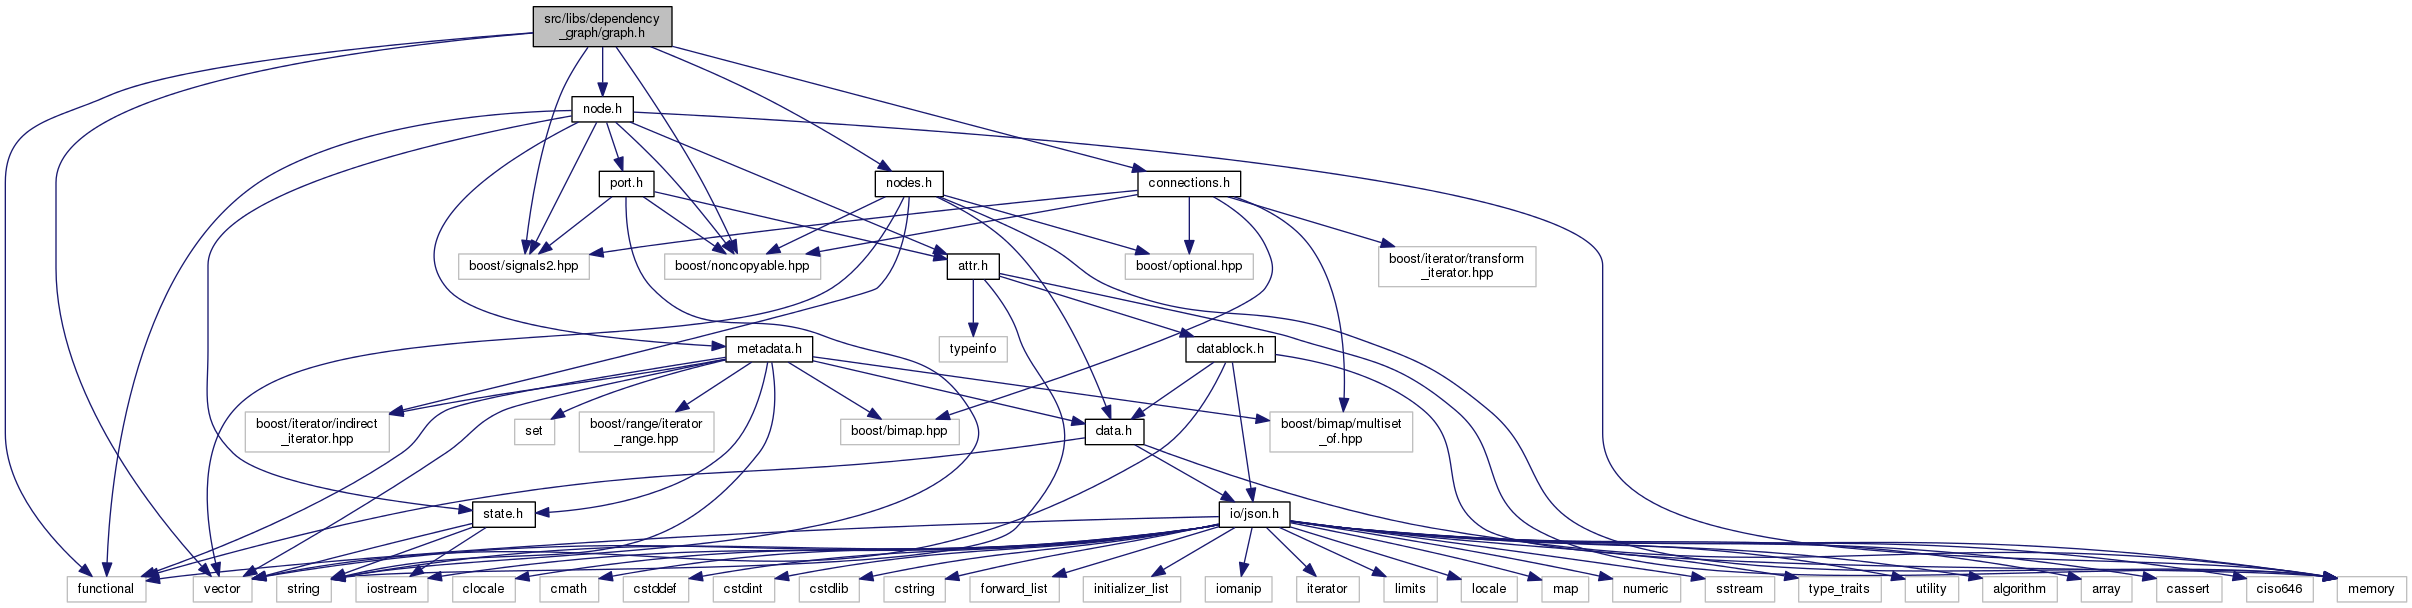 src/libs/dependency
_graph/graph.h
node.h
port.h
nodes.h
connections.h
boost/signals2.hpp
boost/noncopyable.hpp
attr.h
boost/optional.hpp
boost/iterator/transform
_iterator.hpp
metadata.h
typeinfo
datablock.h
boost/iterator/indirect
_iterator.hpp
set
boost/range/iterator
_range.hpp
boost/bimap.hpp
data.h
boost/bimap/multiset
_of.hpp
state.h
io/json.h
functional
vector
string
iostream
clocale
cmath
cstddef
cstdint
cstdlib
cstring
forward_list
initializer_list
iomanip
iterator
limits
locale
map
numeric
sstream
type_traits
utility
algorithm
array
cassert
ciso646
memory